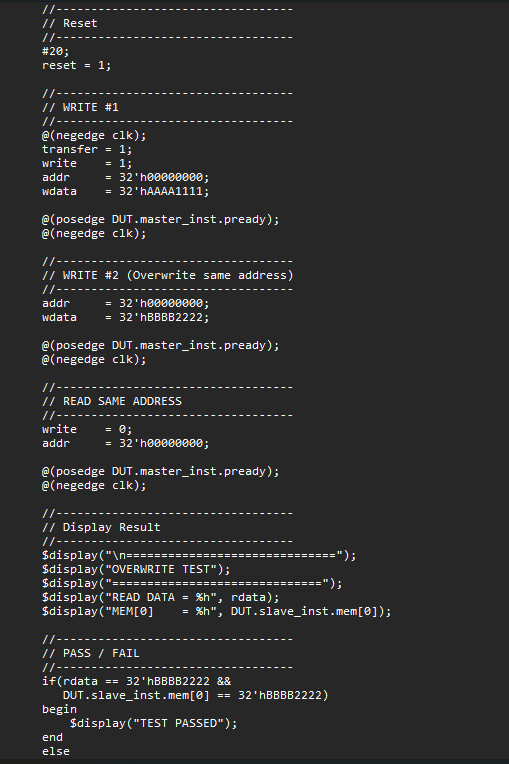 //----------------------------------
// Reset
//----------------------------------
#20;
reset = 1;
//----------------------------------
// WRITE #1
//----------------------------------
@(negedge clk);
transfer = 1;
write    = 1;
addr     = 32'h00000000;
wdata    = 32'hAAAA1111;
@(posedge DUT.master_inst.pready);
@(negedge clk);
//----------------------------------
// WRITE #2 (Overwrite same address)
//----------------------------------
addr     = 32'h00000000;
wdata    = 32'hBBBB2222;
@(posedge DUT.master_inst.pready);
@(negedge clk);
//----------------------------------
// READ SAME ADDRESS
//----------------------------------
write    = 0;
addr     = 32'h00000000;
@(posedge DUT.master_inst.pready);
@(negedge clk);
//----------------------------------
// Display Result
//----------------------------------
$display("\n==============================");
$display("OVERWRITE TEST");
$display("==============================");
$display("READ DATA = %h", rdata);
$display("MEM[0]    = %h", DUT.slave_inst.mem[0]);
//----------------------------------
// PASS / FAIL
//----------------------------------
if(rdata == 32'hBBBB2222 &&
   DUT.slave_inst.mem[0] == 32'hBBBB2222)
begin
    $display("TEST PASSED");
end
else